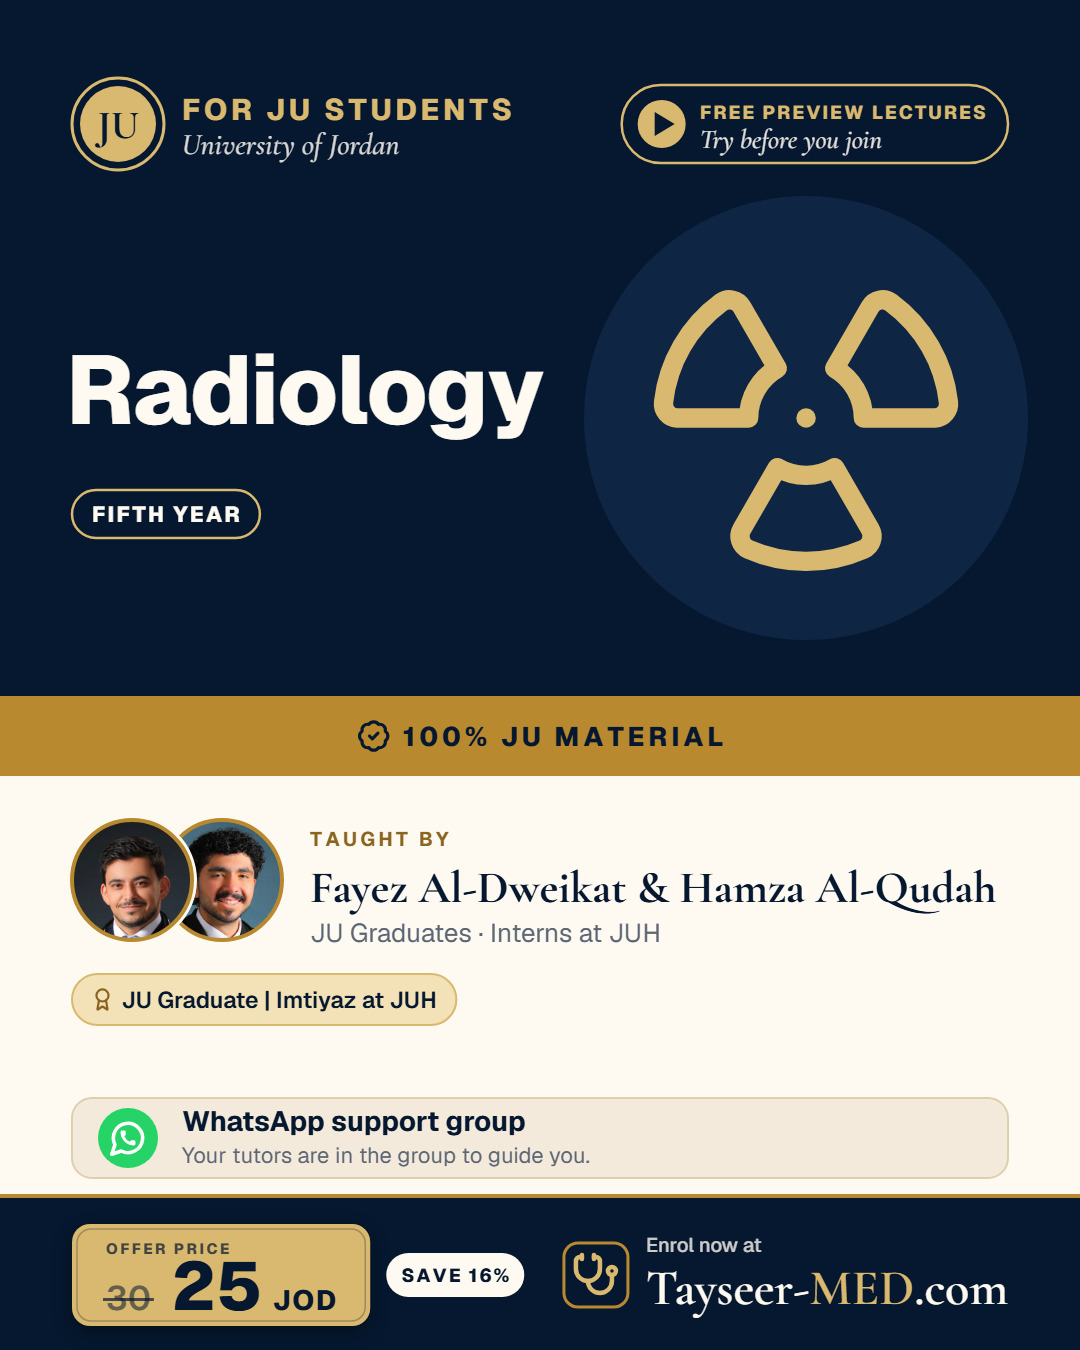 JU
FOR JU STUDENTS
University of Jordan
FREE PREVIEW LECTURES
Try before you join
Radiology
FIFTH YEAR
100% JU MATERIAL
TAUGHT BY
Fayez Al-Dweikat & Hamza Al-Qudah
JU Graduates · Interns at JUH
JU Graduate | Imtiyaz at JUH
WhatsApp support group
Your tutors are in the group to guide you.
OFFER PRICE
30 25 JOD
SAVE 16%
Enrol now at
Tayseer-MED.com